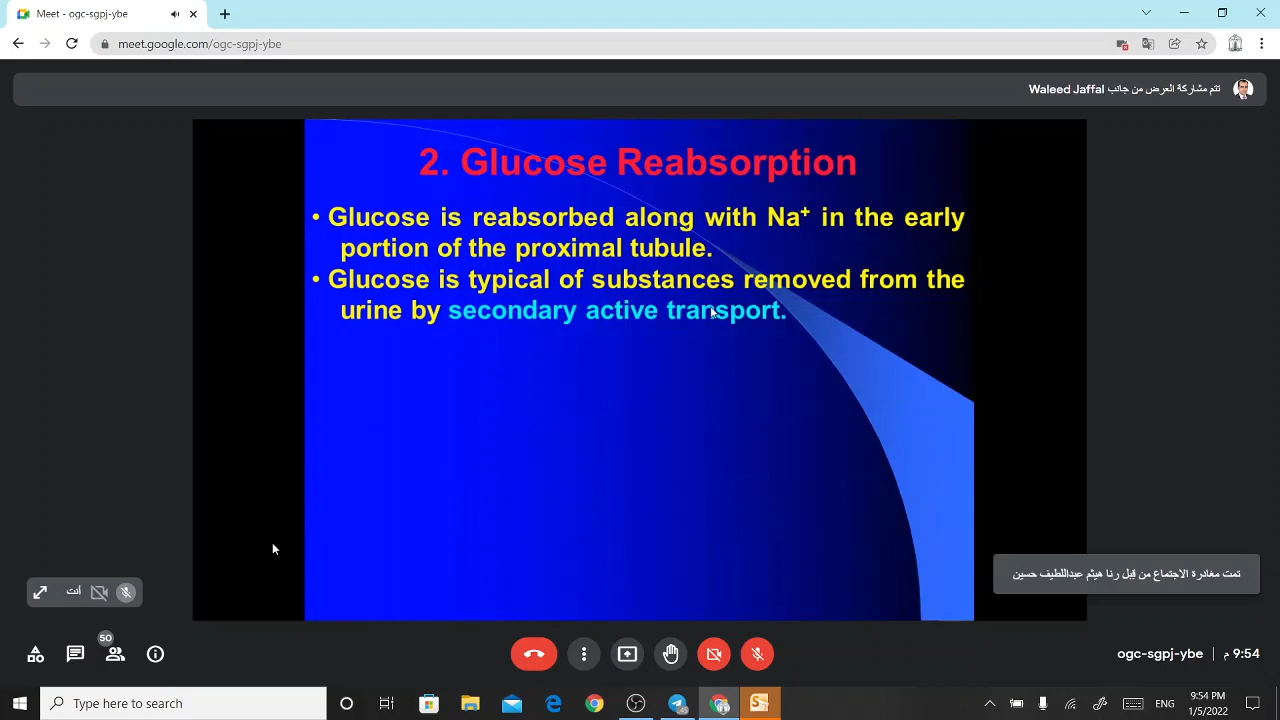 Meet - ogc-sgpj-ybe
meet.google.com/ogc-sgpj-ybe
تتم مشاركة العرض من جانب Waleed Jaffal
2. Glucose Reabsorption
• Glucose is reabsorbed along with Na⁺ in the early
portion of the proximal tubule.
• Glucose is typical of substances removed from the
urine by secondary active transport.
تمت مغادرة الاجتماع من قِبل رنا هيثم عبداللطيف حسين
أنت
50
ogc-sgpj-ybe | 9:54 م
Type here to search
ENG
9:54 PM
1/5/2022